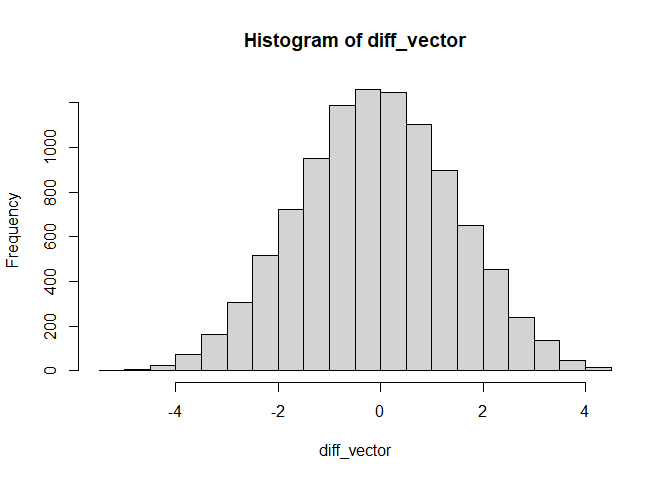 Histogram of diff_vector
Frequency
0 200 400 600 800 1000
-4 -2 0 2 4
diff_vector